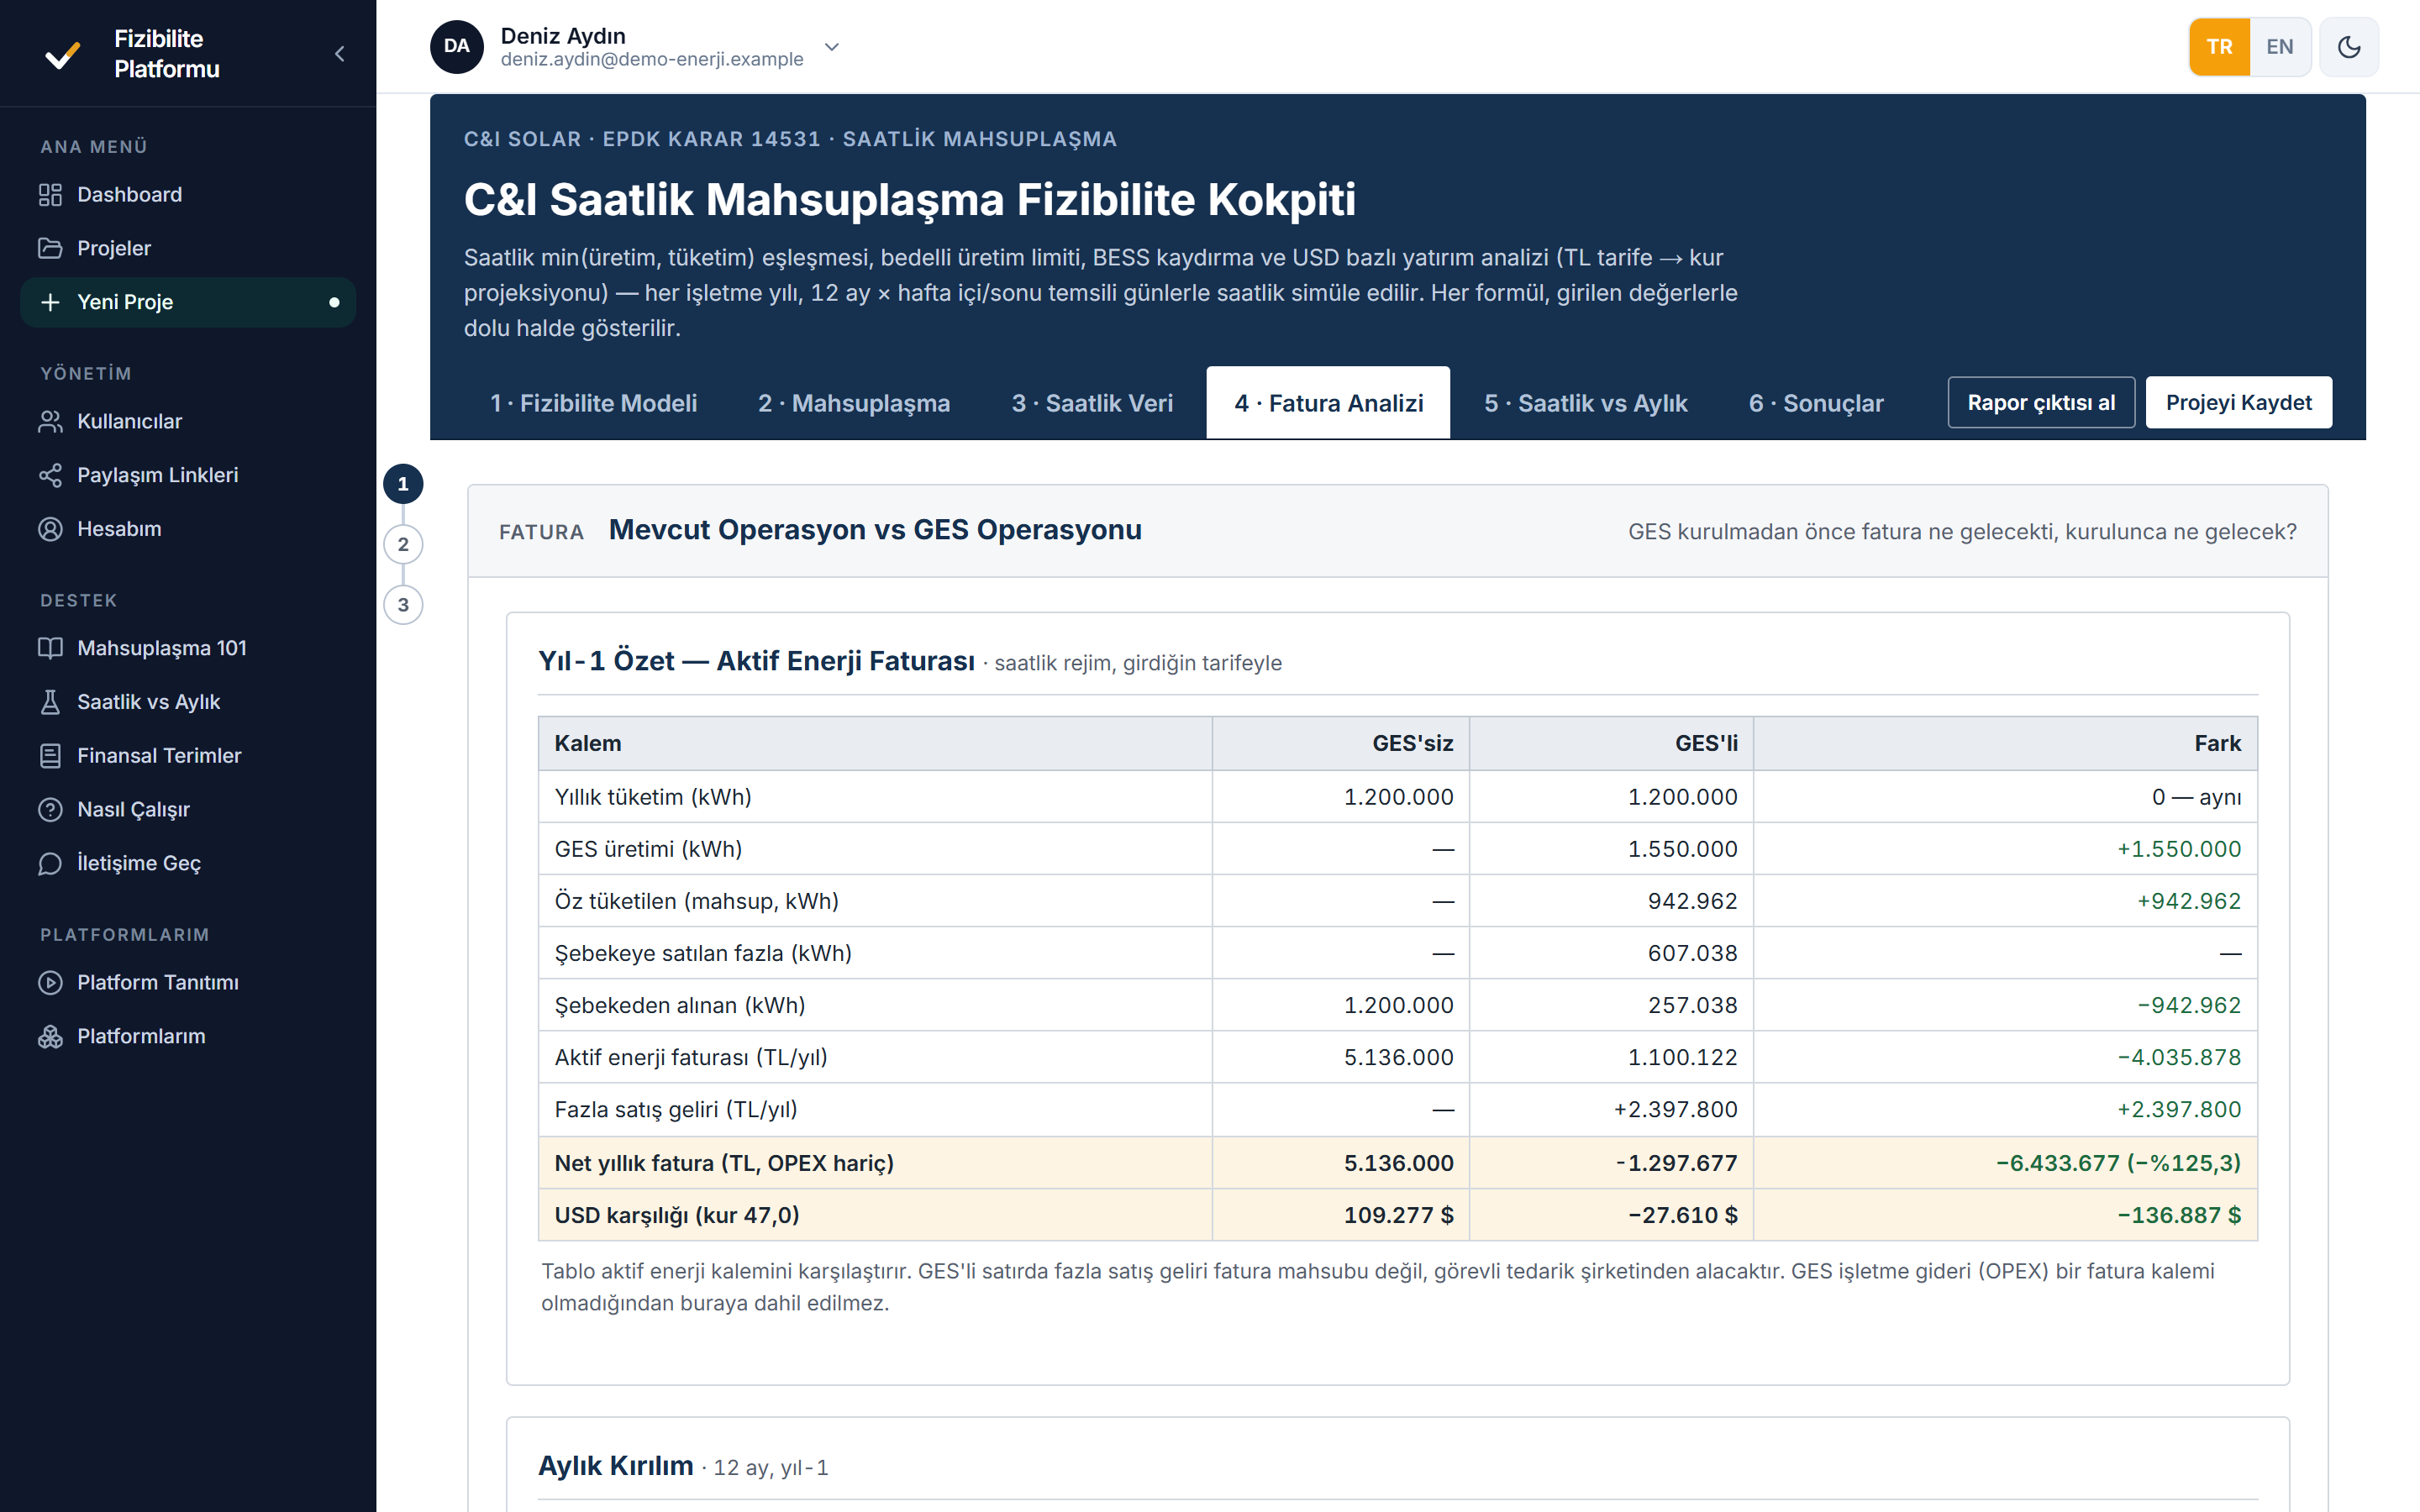 Fizibilite
Platformu
ANA MENÜ
Dashboard
Projeler
Yeni Proje
YÖNETİM
Kullanıcılar
Paylaşım Linkleri
Hesabım
DESTEK
Mahsuplaşma 101
Saatlik vs Aylık
Finansal Terimler
Nasıl Çalışır
İletişime Geç
PLATFORMLARIM
Platform Tanıtımı
Platformlarım
DA
Deniz Aydın
deniz.aydin@demo-enerji.example
TR EN
C&I SOLAR · EPDK KARAR 14531 · SAATLİK MAHSUPLAŞMA
C&I Saatlik Mahsuplaşma Fizibilite Kokpiti
Saatlik min(üretim, tüketim) eşleşmesi, bedelli üretim limiti, BESS kaydırma ve USD bazlı yatırım analizi (TL tarife → kur
projeksiyonu) — her işletme yılı, 12 ay × hafta içi/sonu temsili günlerle saatlik simüle edilir. Her formül, girilen değerlerle
dolu halde gösterilir.
1 · Fizibilite Modeli 2 · Mahsuplaşma 3 · Saatlik Veri 4 · Fatura Analizi 5 · Saatlik vs Aylık 6 · Sonuçlar Rapor çıktısı al Projeyi Kaydet
1
2
3
FATURA Mevcut Operasyon vs GES Operasyonu GES kurulmadan önce fatura ne gelecekti, kurulunca ne gelecek?
Yıl-1 Özet — Aktif Enerji Faturası · saatlik rejim, girdiğin tarifeyle
Kalem GES'siz GES'li Fark
Yıllık tüketim (kWh) 1.200.000 1.200.000 0 — aynı
GES üretimi (kWh) — 1.550.000 +1.550.000
Öz tüketilen (mahsup, kWh) — 942.962 +942.962
Şebekeye satılan fazla (kWh) — 607.038 —
Şebekeden alınan (kWh) 1.200.000 257.038 −942.962
Aktif enerji faturası (TL/yıl) 5.136.000 1.100.122 −4.035.878
Fazla satış geliri (TL/yıl) — +2.397.800 +2.397.800
Net yıllık fatura (TL, OPEX hariç) 5.136.000 -1.297.677 −6.433.677 (−%125,3)
USD karşılığı (kur 47,0) 109.277 $ −27.610 $ −136.887 $
Tablo aktif enerji kalemini karşılaştırır. GES'li satırda fazla satış geliri fatura mahsubu değil, görevli tedarik şirketinden alacaktır. GES işletme gideri (OPEX) bir fatura kalemi
olmadığından buraya dahil edilmez.
Aylık Kırılım · 12 ay, yıl-1